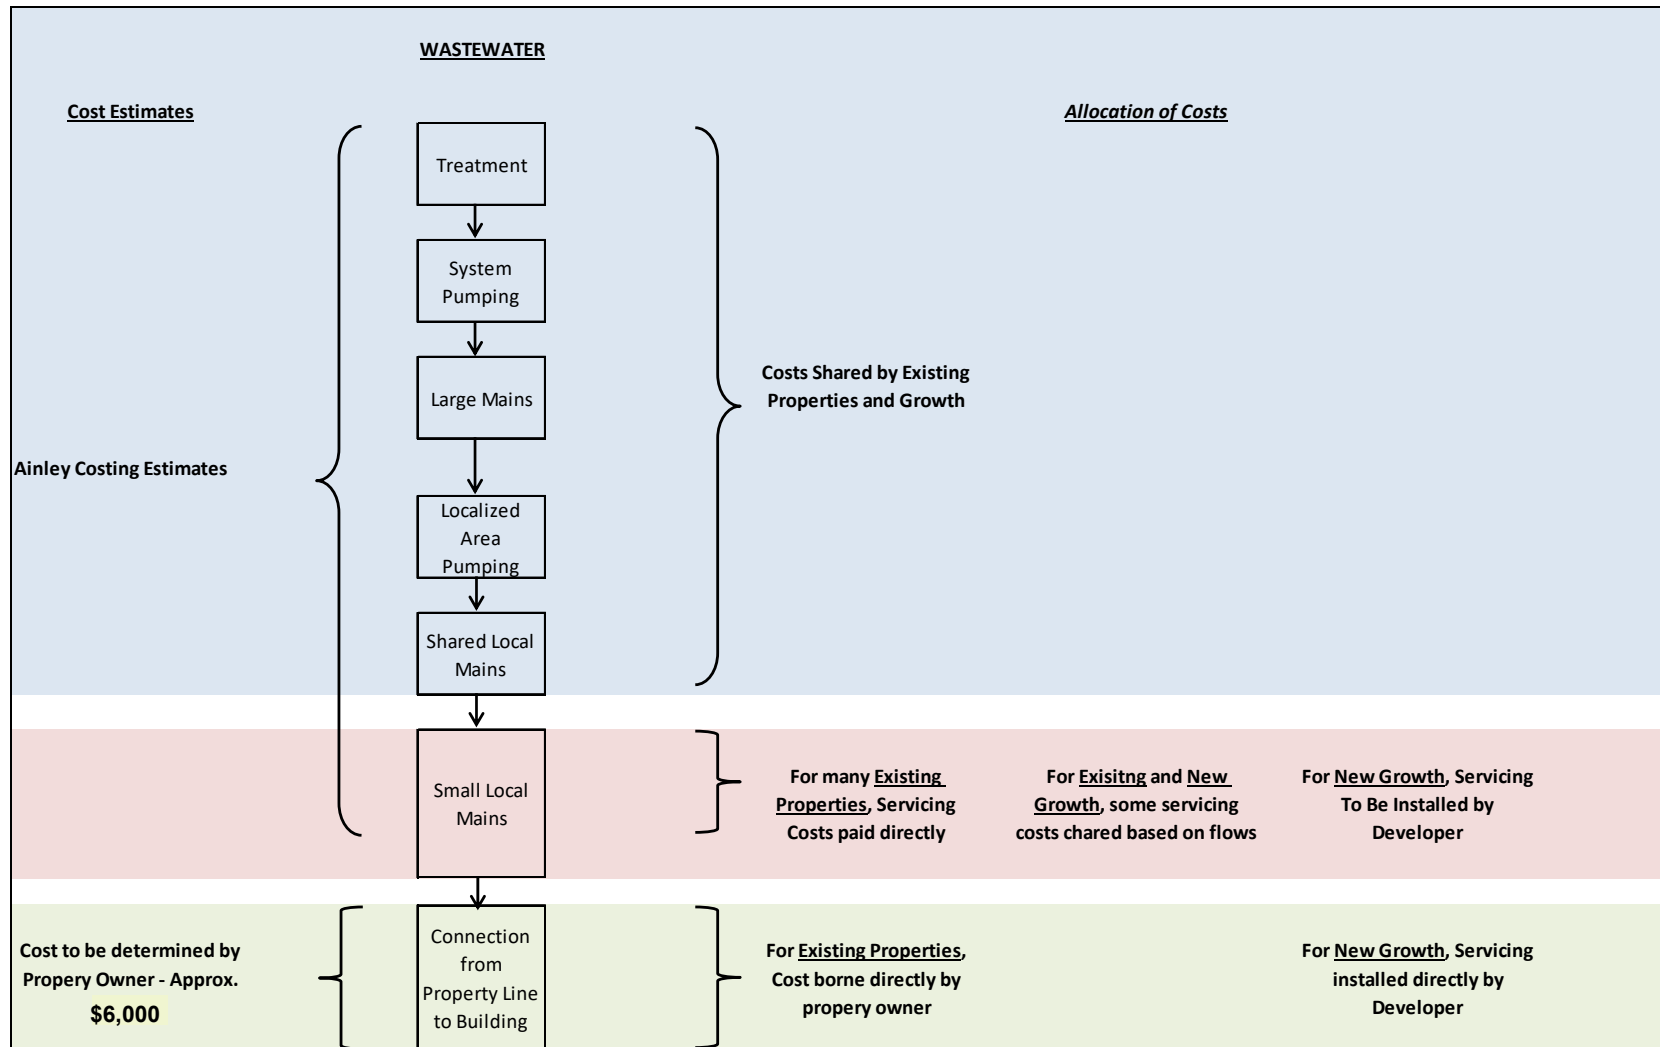 WASTEWATER
Cost Estimates
Allocation of Costs
Treatment
System
Pumping
Large Mains
Costs Shared by Existing
Properties and Growth
Ainley Costing Estimates
Localized
Area
Pumping
Shared Local
Mains
Small Local
Mains
For many Existing
Properties, Servicing
Costs paid directly
For Exisitng and New
Growth, some servicing
costs chared based on flows
For New Growth, Servicing
To Be Installed by
Developer
Cost to be determined by
Propery Owner - Approx.
$6,000
Connection
from
Property Line
to Building
For Existing Properties,
Cost borne directly by
propery owner
For New Growth, Servicing
installed directly by
Developer